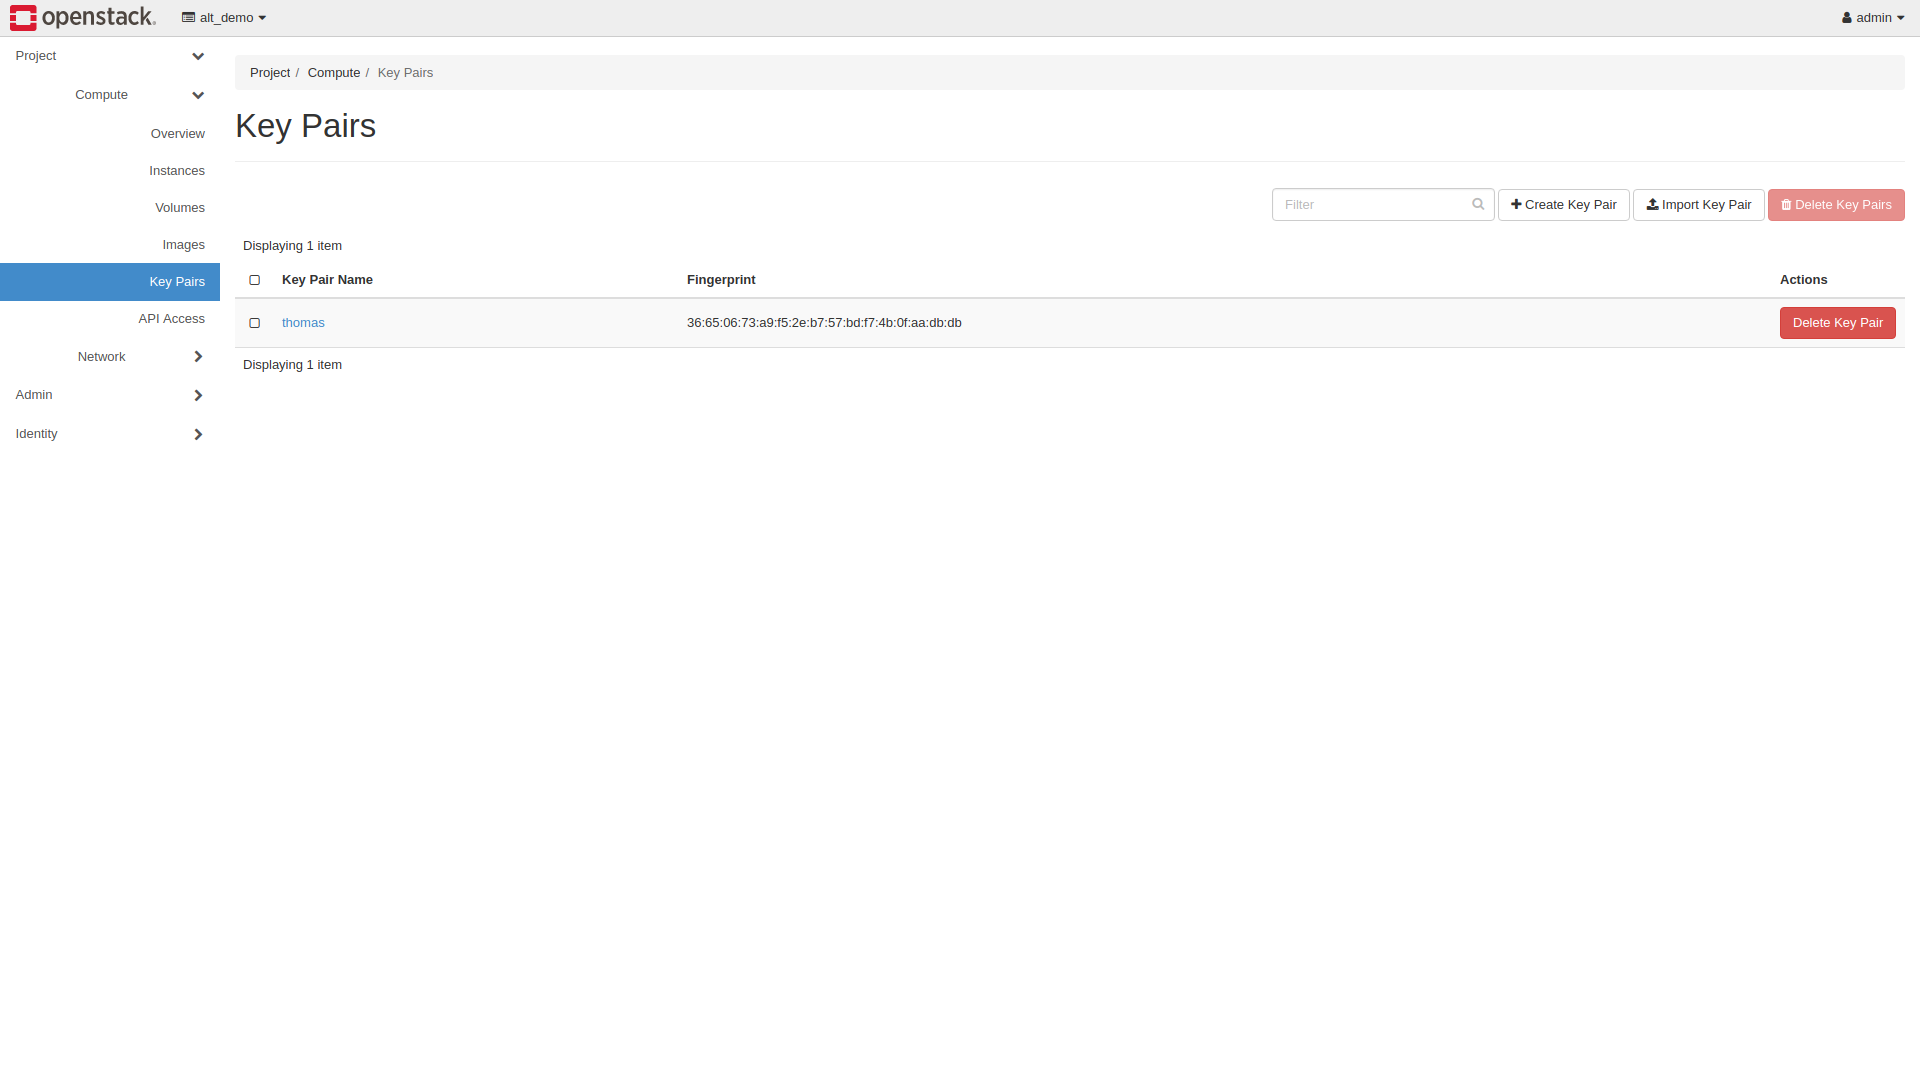 openstack. alt_demo admin
Project
Compute
Overview
Instances
Volumes
Images
Key Pairs
API Access
Network
Admin
Identity
Project / Compute / Key Pairs
Key Pairs
Filter Create Key Pair Import Key Pair Delete Key Pairs
Displaying 1 item
Key Pair Name Fingerprint Actions
thomas 36:65:06:73:a9:f5:2e:b7:57:bd:f7:4b:0f:aa:db:db Delete Key Pair
Displaying 1 item